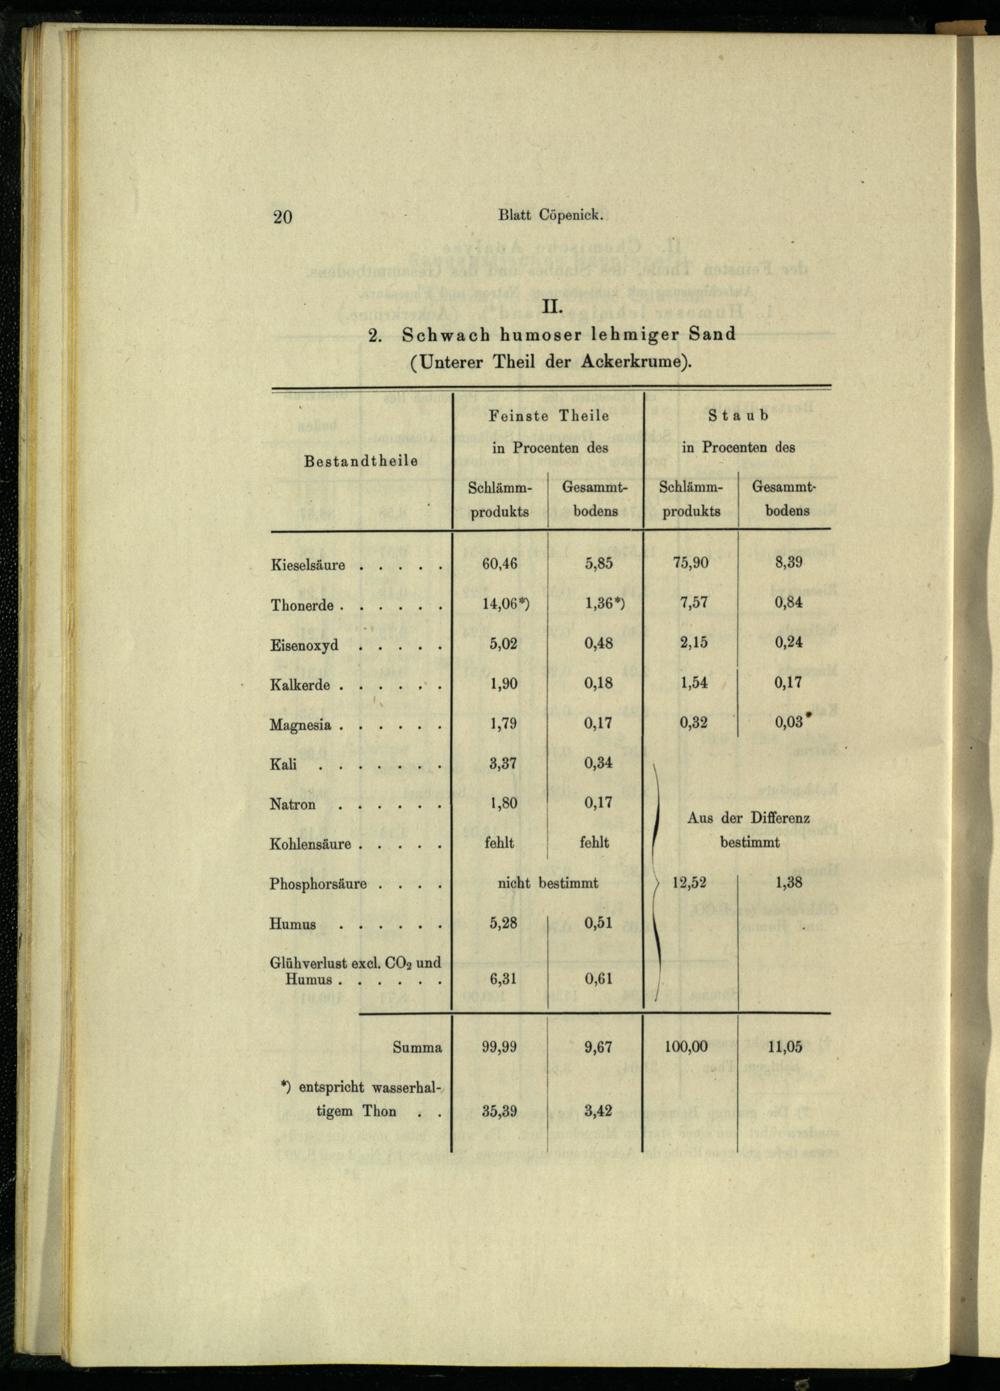 20 Blatt Cöpenick.
II.
2. Schwach humoser lehmiger Sand
(Unterer Theil der Ackerkrume).
Bestandtheile
Feinste Theile
in Procenten des
Staub
in Procenten des
Schlämm-
produkts
Gesammt-
bodens
Schlämm-
produkts
Gesammt-
bodens
Kieselsäure . . . . . 60,46 5,85 75,90 8,39
Thonerde . . . . . . 14,06*) 1,36*) 7,57 0,84
Eisenoxyd . . . . . 5,02 0,48 2,15 0,24
Kalkerde . . . . . . 1,90 0,18 1,54 0,17
Magnesia . . . . . . 1,79 0,17 0,32 0,03
Kali . . . . . . . 3,37 0,34
Natron . . . . . . 1,80 0,17
Aus der Differenz
Kohlensäure . . . . . fehlt fehlt bestimmt
Phosphorsäure . . . . nicht bestimmt 12,52 1,38
Humus . . . . . . 5,28 0,51
Glühverlust excl. CO₂ und
Humus . . . . . . 6,31 0,61
Summa 99,99 9,67 100,00 11,05
*) entspricht wasserhal-
tigem Thon . . 35,39 3,42